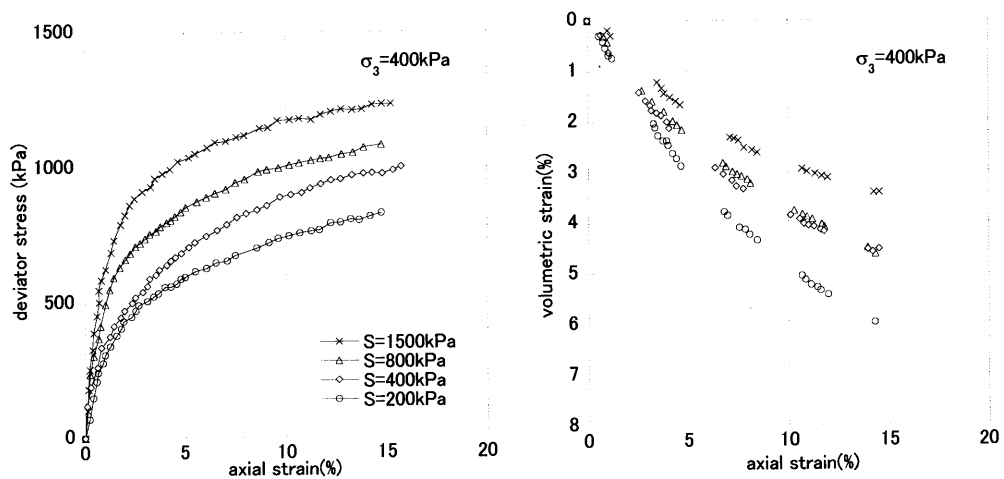 1500
σ3=400kPa
1000
deviator stress (kPa)
500
S=1500kPa
S=800kPa
S=400kPa
S=200kPa
0
0
5
10
15
20
axial strain(%)
0
σ3=400kPa
1
2
3
volumetric strain(%)
4
5
6
7
8
0
5
10
15
20
axial strain(%)